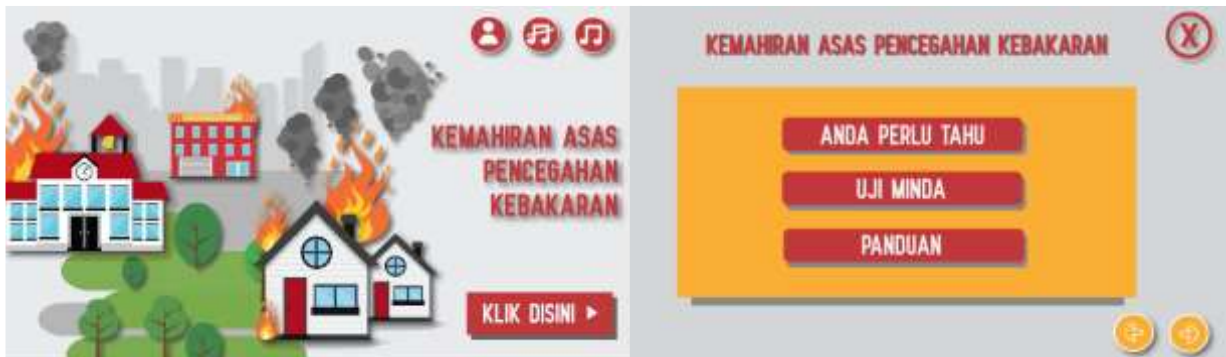 KEMAHIRAN ASAS
PENCEGAHAN
KEBAKARAN
KLIK DISINI
KEMAHIRAN ASAS PENCEGAHAN KEBAKARAN
X
ANDA PERLU TAHU
UJI MINDA
PANDUAN